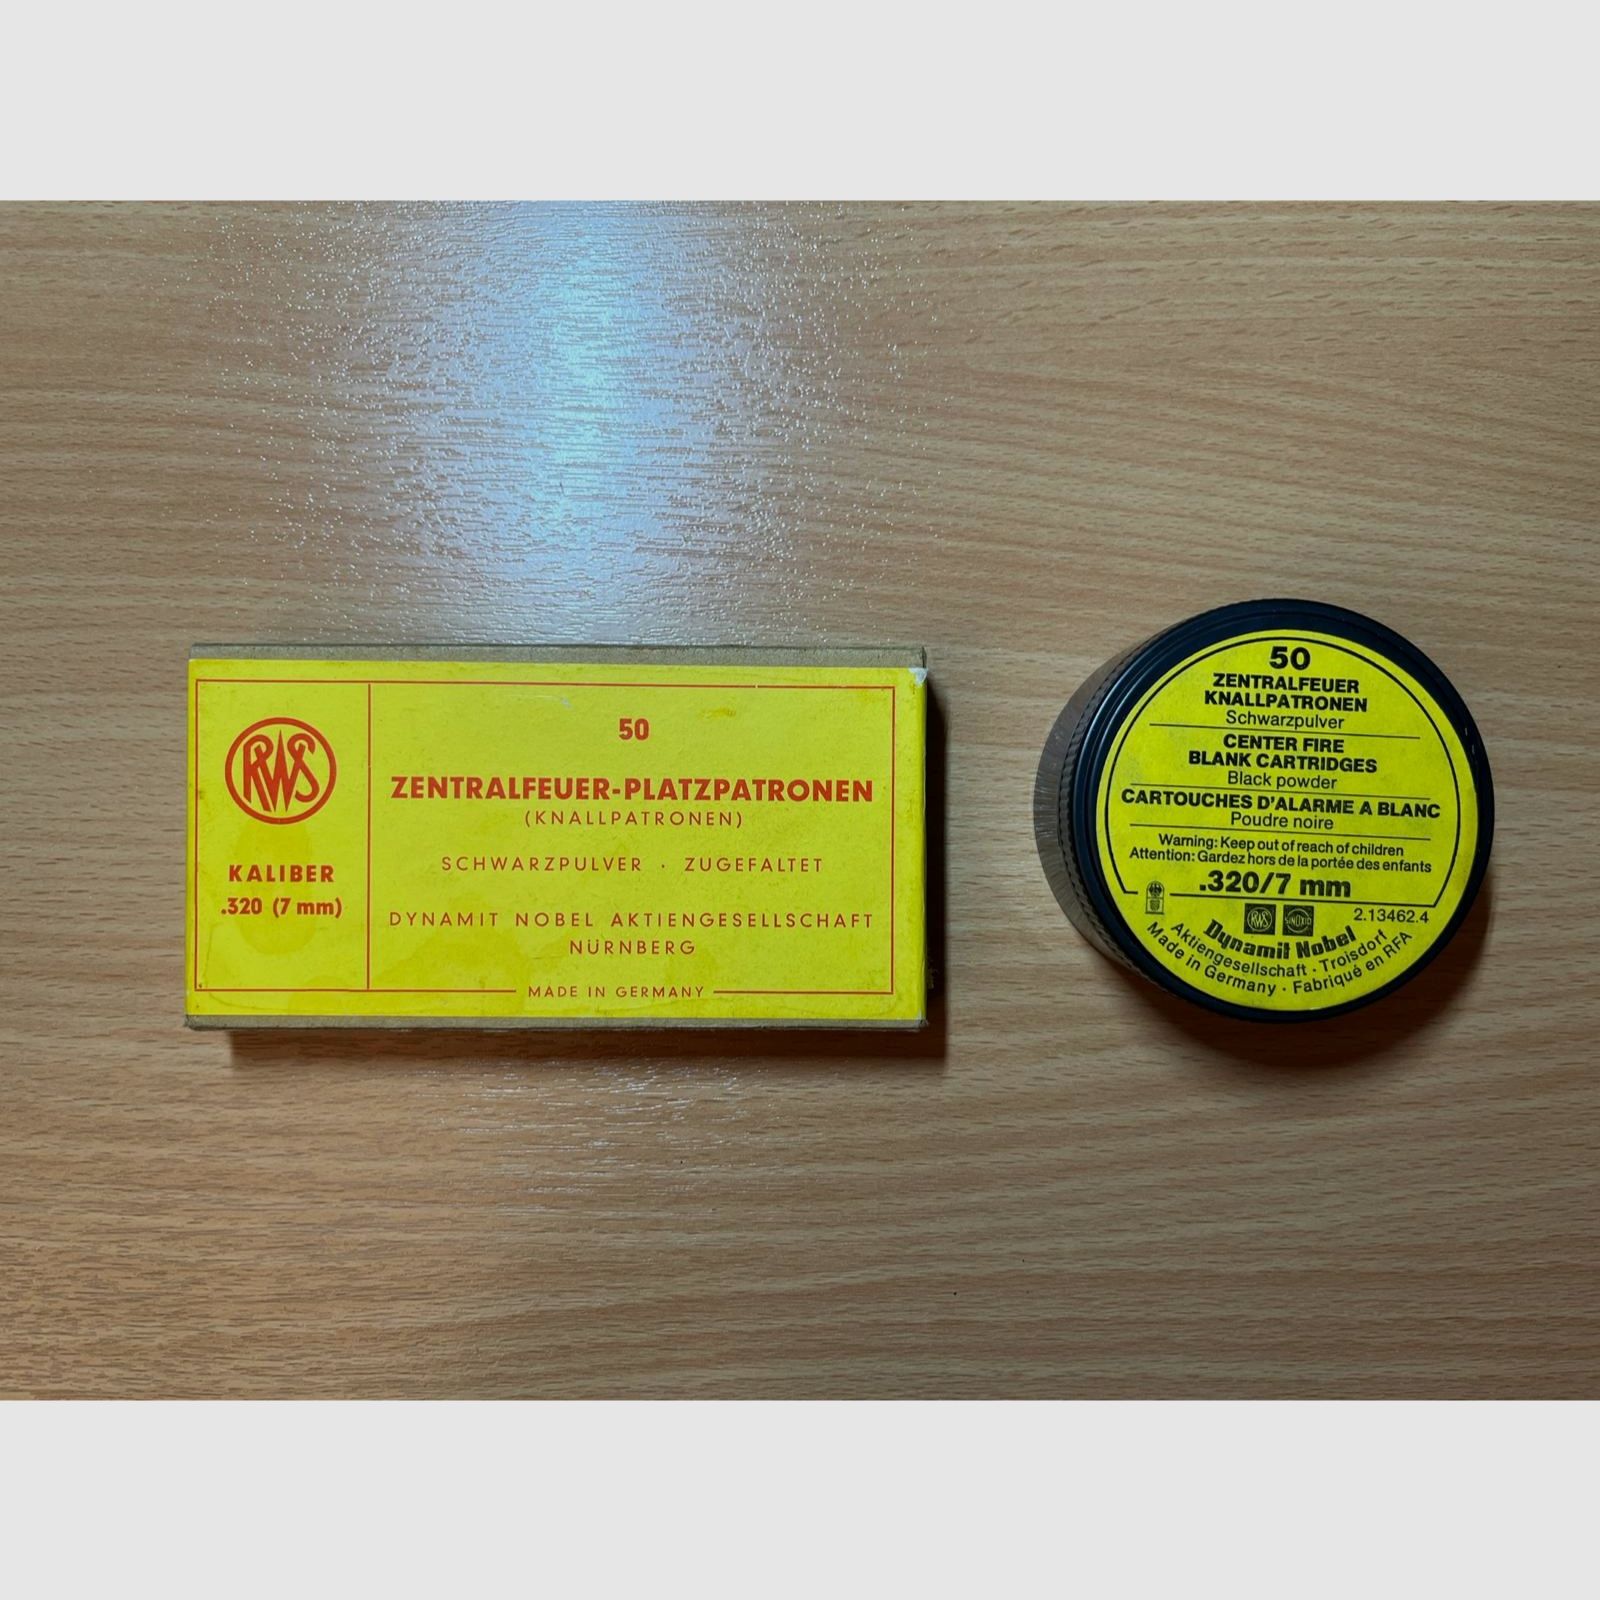 RWS
KALIBER
.320 (7 mm)
50
ZENTRALFEUER-PLATZPATRONEN
(KNALLPATRONEN)
SCHWARZPULVER · ZUGEFALTET
DYNAMIT NOBEL AKTIENGESELLSCHAFT
NÜRNBERG
MADE IN GERMANY
50
ZENTRALFEUER
KNALLPATRONEN
Schwarzpulver
CENTER FIRE
BLANK CARTRIDGES
Black powder
CARTOUCHES D'ALARME A BLANC
Poudre noire
Warning: Keep out of reach of children
Attention: Gardez hors de la portée des enfants
.320/7 mm
RWS SINOXID 2.13462.4
Dynamit Nobel
Aktiengesellschaft · Troisdorf
Made in Germany · Fabriqué en RFA